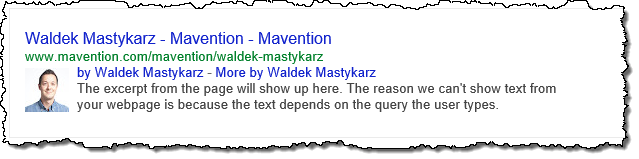 Waldek Mastykarz - Mavention - Mavention
www.mavention.com/mavention/waldek-mastykarz
by Waldek Mastykarz - More by Waldek Mastykarz
The excerpt from the page will show up here. The reason we can't show text from
your webpage is because the text depends on the query the user types.